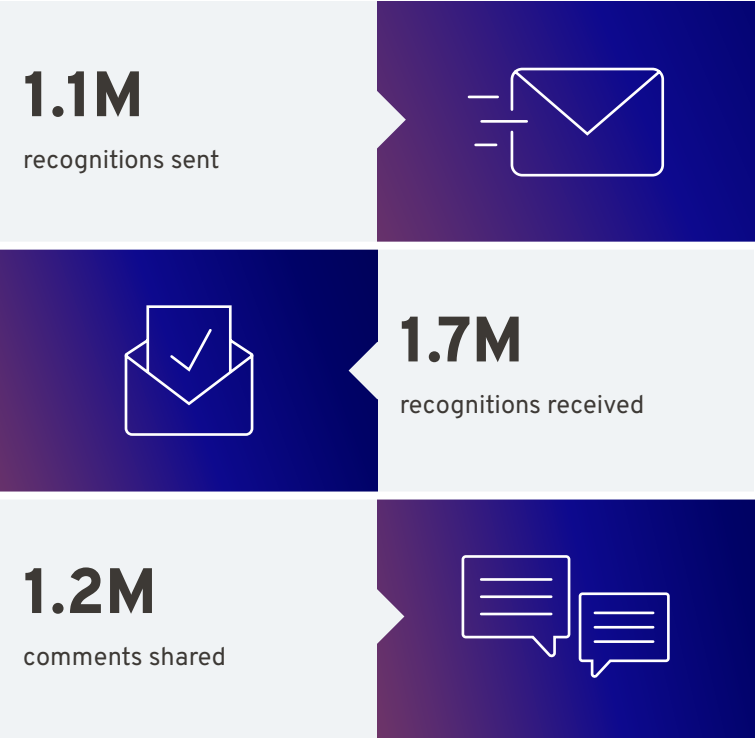 1.1M
recognitions sent
1.7M
recognitions received
1.2M
comments shared